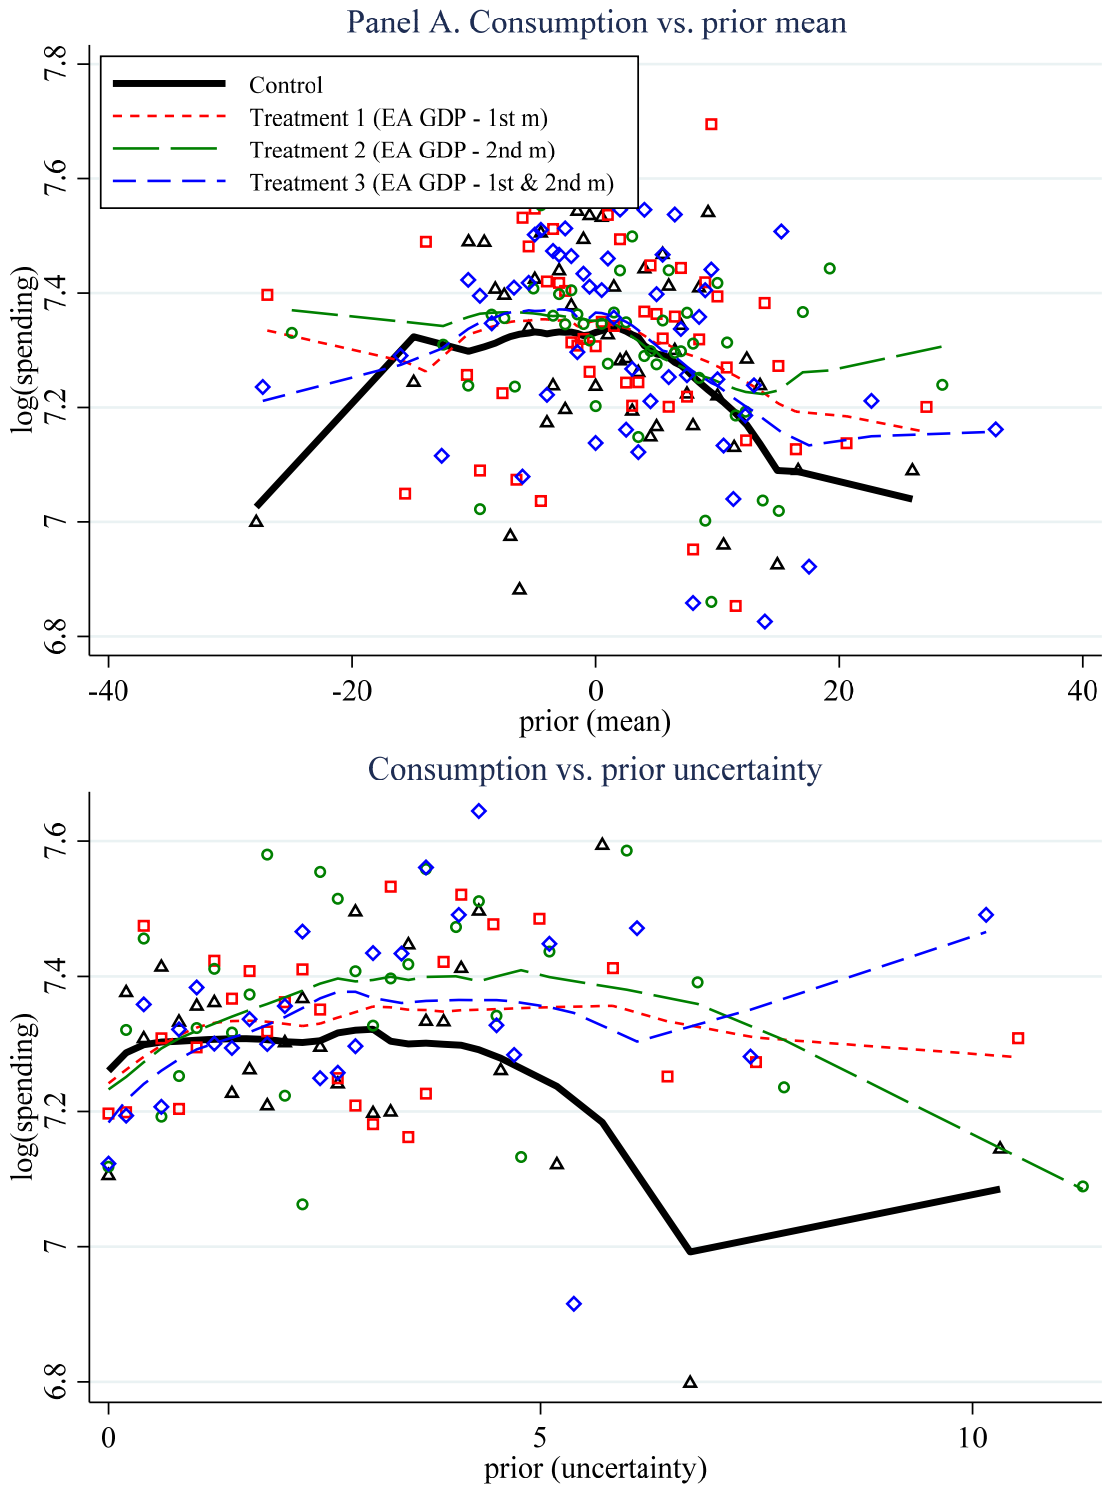 Panel A. Consumption vs. prior mean
7.8
7.6
7.4
7.2
7
6.8
log(spending)
Control
Treatment 1 (EA GDP - 1st m)
Treatment 2 (EA GDP - 2nd m)
Treatment 3 (EA GDP - 1st & 2nd m)
-40 -20 0 20 40
prior (mean)
Consumption vs. prior uncertainty
7.6
7.4
7.2
7
6.8
log(spending)
0 5 10
prior (uncertainty)